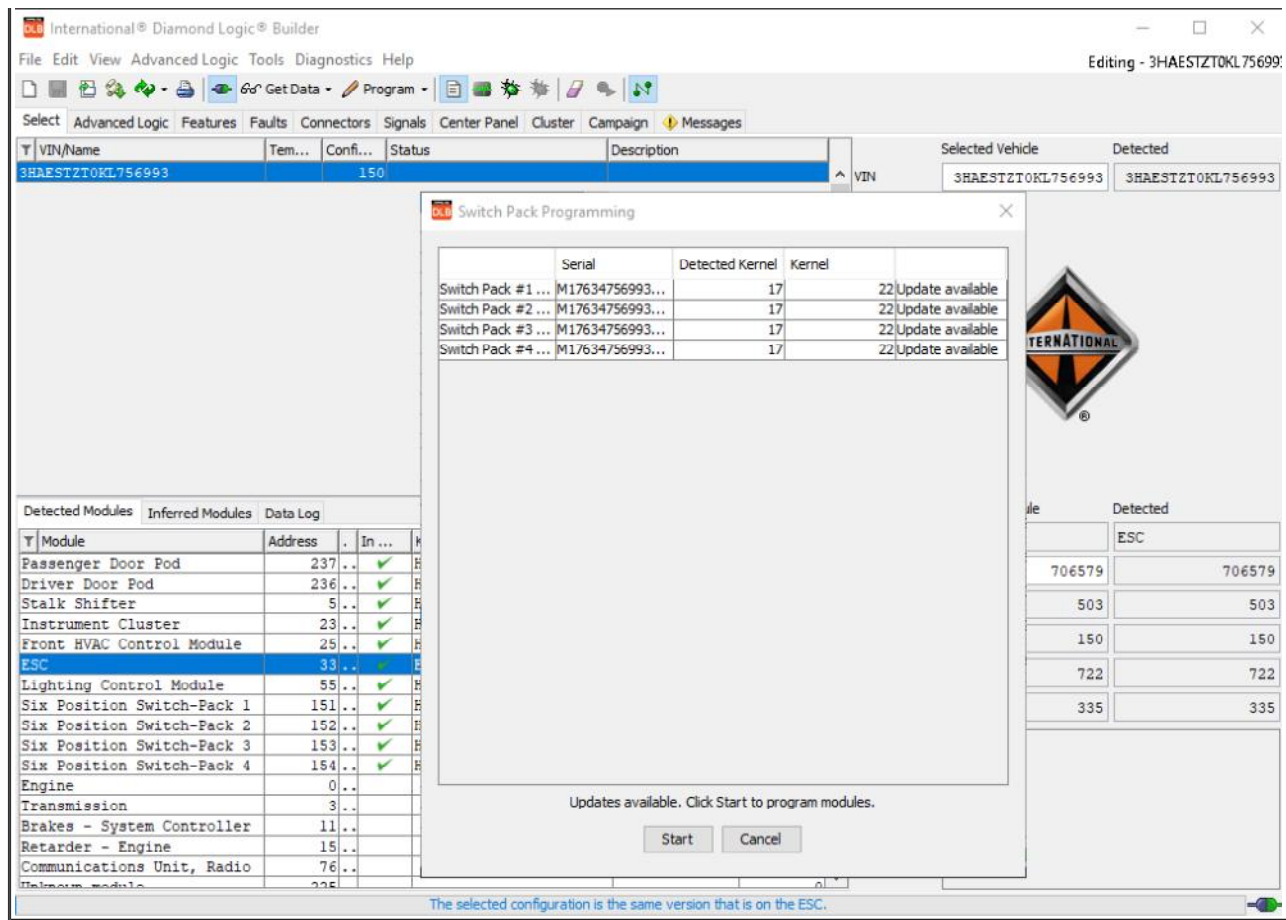 DLB International® Diamond Logic® Builder
File Edit View Advanced Logic Tools Diagnostics Help
Editing - 3HAESTZT0KL756993
Get Data Program
Select Advanced Logic Features Faults Connectors Signals Center Panel Cluster Campaign Messages
VIN/Name Tem... Confi... Status Description
3HAESTZT0KL756993 150
Selected Vehicle Detected
VIN 3HAESTZT0KL756993 3HAESTZT0KL756993
DLB Switch Pack Programming
Serial Detected Kernel Kernel
Switch Pack #1 ... M17634756993... 17 22 Update available
Switch Pack #2 ... M17634756993... 17 22 Update available
Switch Pack #3 ... M17634756993... 17 22 Update available
Switch Pack #4 ... M17634756993... 17 22 Update available
TERNATIONAL
®
Updates available. Click Start to program modules.
Start Cancel
Detected Modules Inferred Modules Data Log
Module Address . In ...
Passenger Door Pod 237 ..
Driver Door Pod 236 ..
Stalk Shifter 5 ..
Instrument Cluster 23 ..
Front HVAC Control Module 25 ..
ESC 33 ..
Lighting Control Module 55 ..
Six Position Switch-Pack 1 151 ..
Six Position Switch-Pack 2 152 ..
Six Position Switch-Pack 3 153 ..
Six Position Switch-Pack 4 154 ..
Engine 0 ..
Transmission 3 ..
Brakes - System Controller 11 ..
Retarder - Engine 15 ..
Communications Unit, Radio 76 ..
Detected
ESC
706579 706579
503 503
150 150
722 722
335 335
The selected configuration is the same version that is on the ESC.